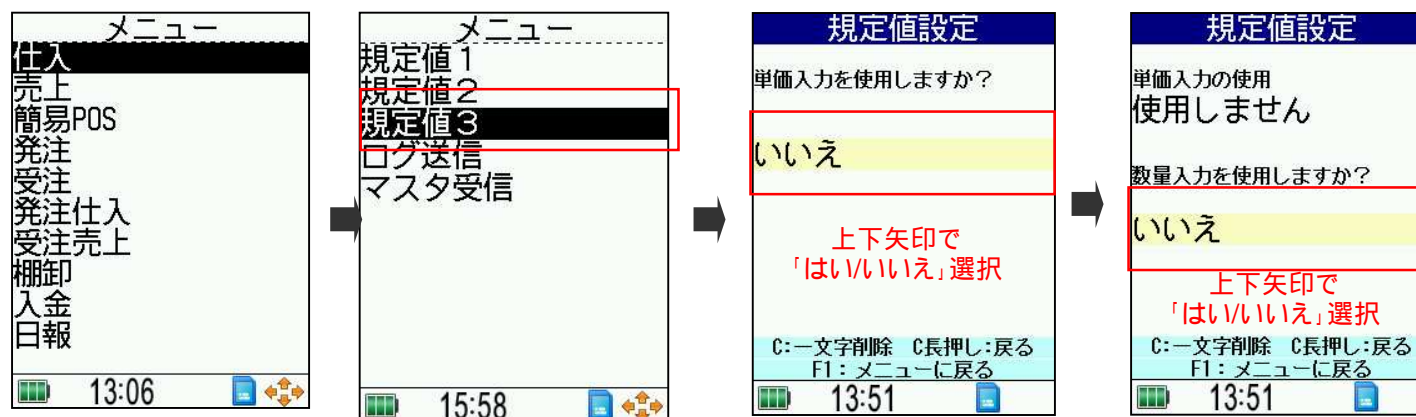 メニュー
仕入
売上
簡易POS
発注
受注
発注仕入
受注売上
棚卸
入金
日報
13:06
メニュー
規定値1
規定値2
規定値3
ログ送信
マスタ受信
15:58
規定値設定
単価入力を使用しますか?
いいえ
上下矢印で
「はい/いいえ」選択
C:一文字削除 C長押し:戻る
F1:メニューに戻る
13:51
規定値設定
単価入力の使用
使用しません
数量入力を使用しますか?
いいえ
上下矢印で
「はい/いいえ」選択
C:一文字削除 C長押し:戻る
F1:メニューに戻る
13:51